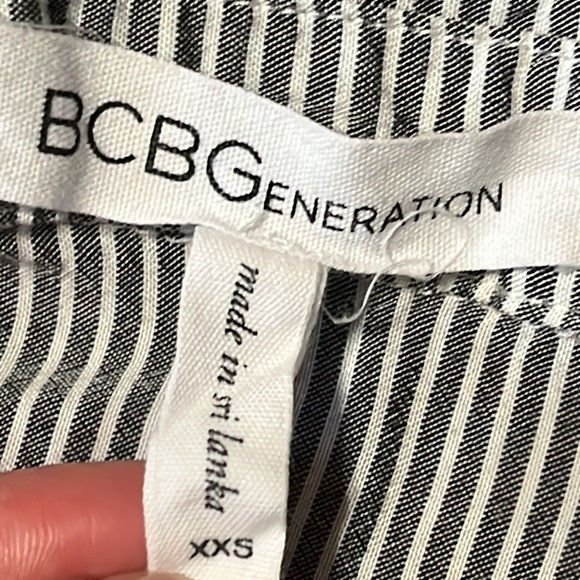 BCBGENERATION
made in sri lanka
XXS